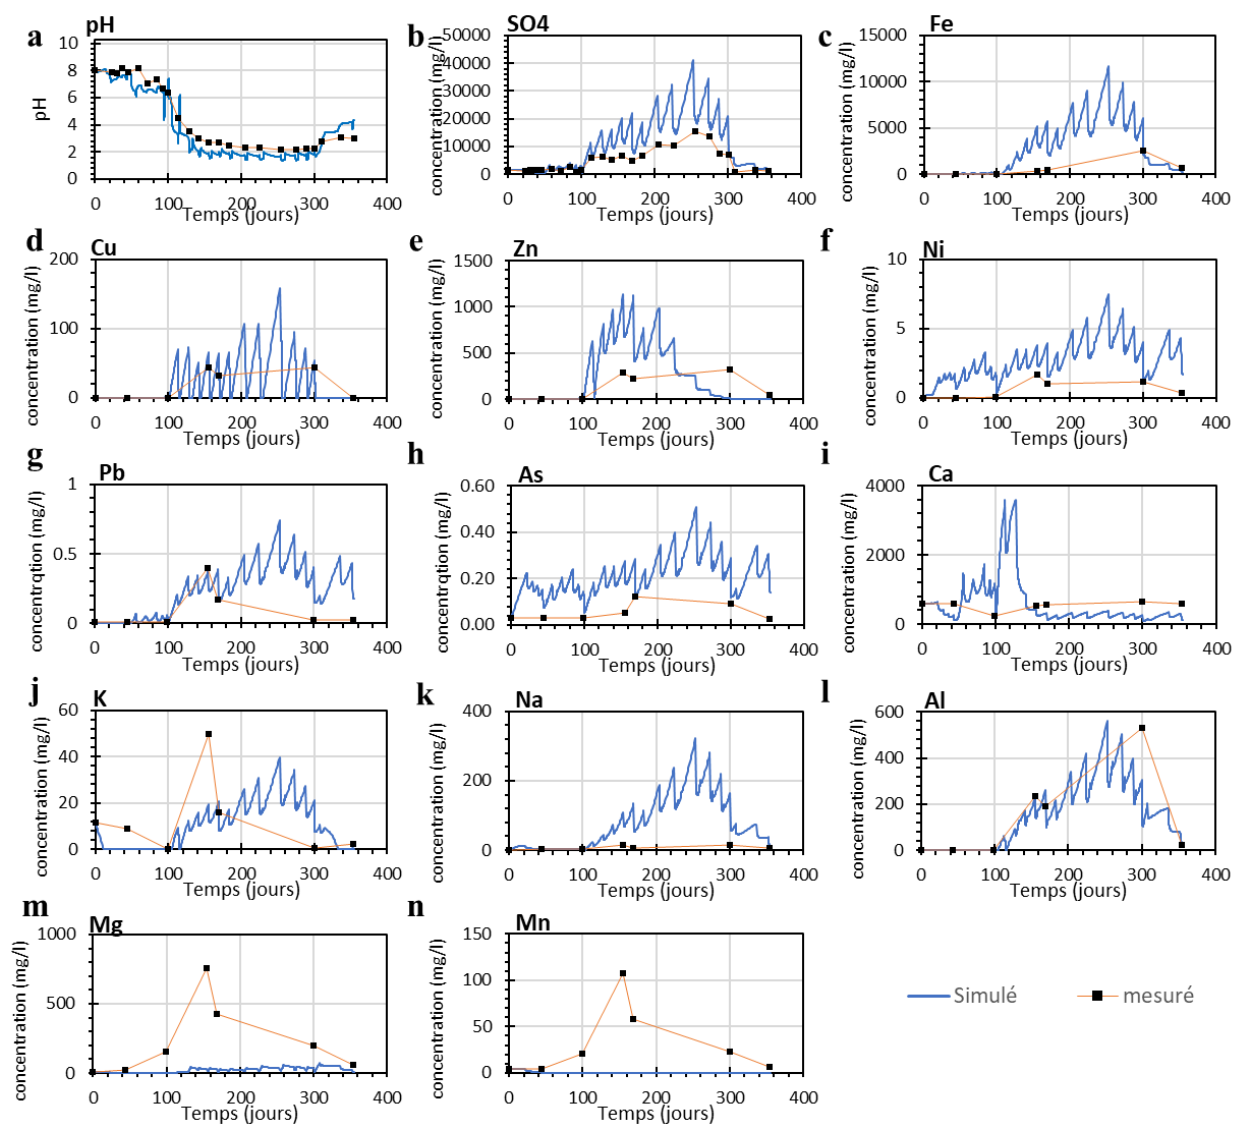 a pH
10
8
6
4
2
0
pH
0 100 200 300 400
Temps (jours)
b SO4
50000
40000
30000
20000
10000
0
concentration (mg/l)
0 100 200 300 400
Temps (jours)
c Fe
15000
10000
5000
0
concentration (mg/l)
0 100 200 300 400
Temps (jours)
d Cu
200
100
0
concentration (mg/l)
0 100 200 300 400
Temps (jours)
e Zn
1500
1000
500
0
concentration (mg/l)
0 100 200 300 400
Temps (jours)
f Ni
10
5
0
concentration (mg/l)
0 100 200 300 400
Temps (jours)
g Pb
1
0.5
0
concentrqtion (mg/l)
0 100 200 300 400
Temps (jours)
h As
0.60
0.40
0.20
0.00
concentration (mg/l)
0 100 200 300 400
Temps (jours)
i Ca
4000
2000
0
concentration (mg/l)
0 100 200 300 400
Temps (jours)
j K
60
40
20
0
concentration (mg/l)
0 100 200 300 400
Temps (jours)
k Na
400
200
0
concentration (mg/l)
0 100 200 300 400
Temps (jours)
l Al
600
400
200
0
concentration (mg/l)
0 100 200 300 400
Temps (jours)
m Mg
1000
500
0
concentration (mg/l)
0 100 200 300 400
Temps (jours)
n Mn
150
100
50
0
concentration (mg/l)
0 100 200 300 400
Temps (jours)
Simulé mesuré